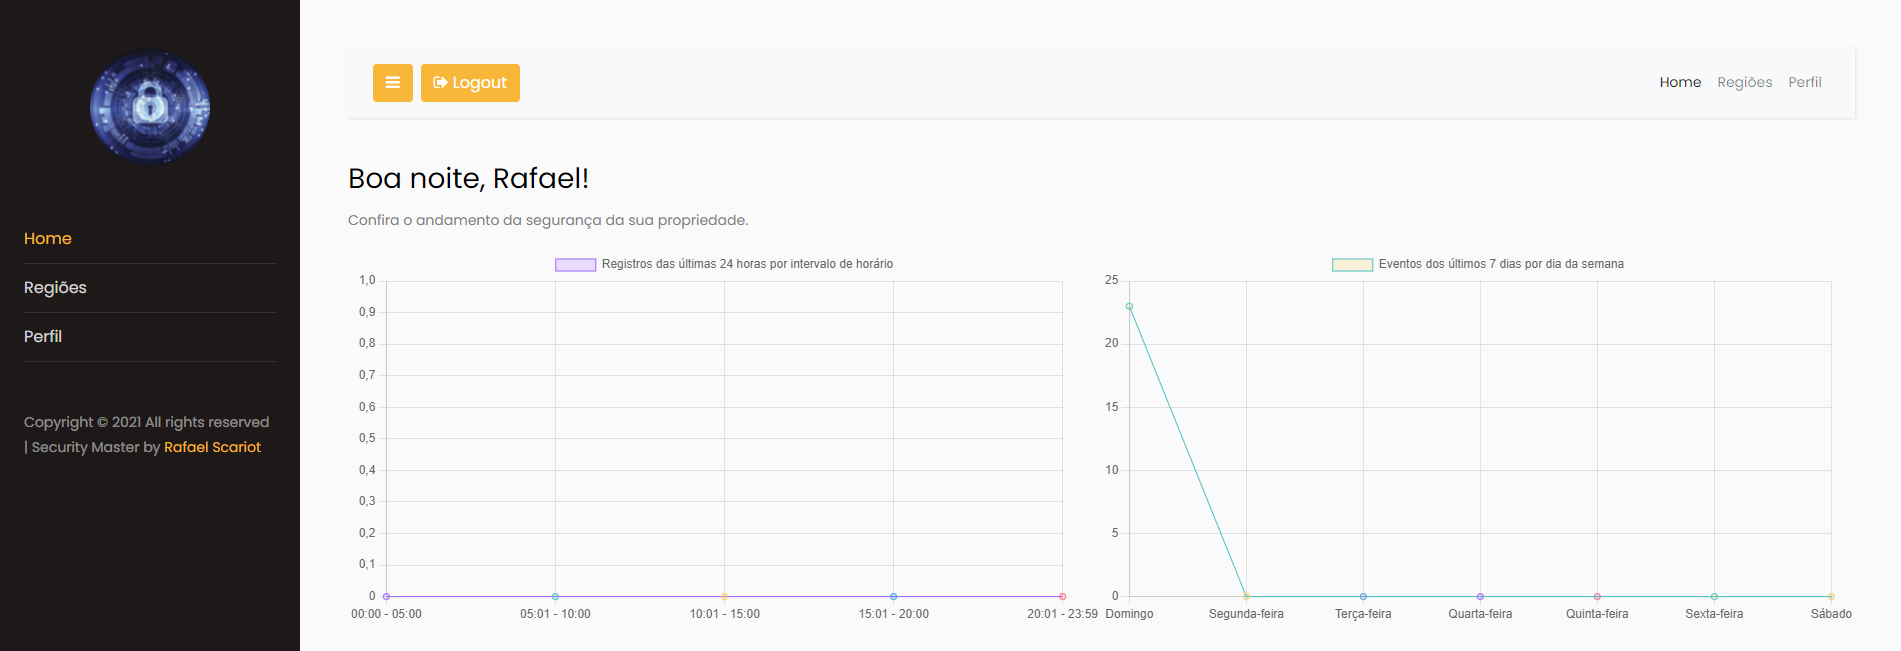 Home
Regiões
Perfil
Copyright © 2021 All rights reserved
| Security Master by Rafael Scariot
Logout
Home Regiões Perfil
Boa noite, Rafael!
Confira o andamento da segurança da sua propriedade.
Registros das últimas 24 horas por intervalo de horário
1,0
0,9
0,8
0,7
0,6
0,5
0,4
0,3
0,2
0,1
0
00:00 - 05:00 05:01 - 10:00 10:01 - 15:00 15:01 - 20:00 20:01 - 23:59
Eventos dos últimos 7 dias por dia da semana
25
20
15
10
5
0
Domingo Segunda-feira Terça-feira Quarta-feira Quinta-feira Sexta-feira Sábado